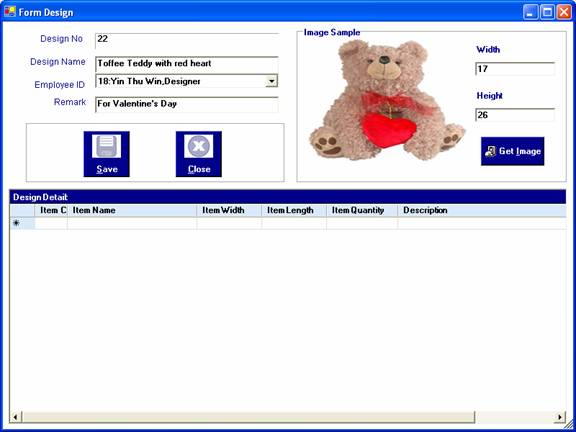 Form Design
Design No 22
Design Name Toffee Teddy with red heart
Employee ID 18:Yin Thu Win,Designer
Remark For Valentine's Day
Save Close
Image Sample
Width
17
Height
26
Get Image
Design Detail:
Item C Item Name Item Width Item Length Item Quantity Description